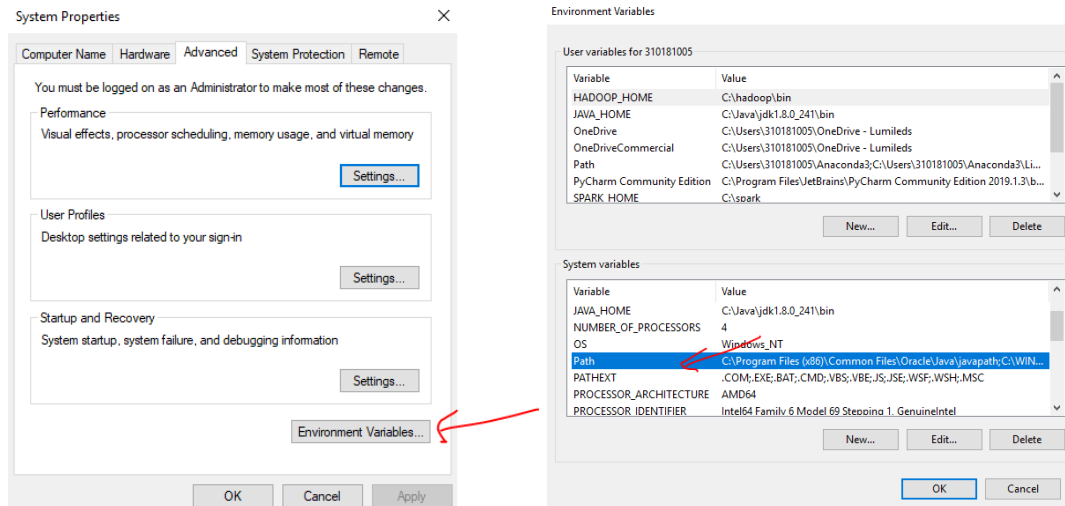 System Properties
Computer Name Hardware Advanced System Protection Remote
You must be logged on as an Administrator to make most of these changes.
Performance
Visual effects, processor scheduling, memory usage, and virtual memory
Settings...
User Profiles
Desktop settings related to your sign-in
Settings...
Startup and Recovery
System startup, system failure, and debugging information
Settings...
Environment Variables...
OK Cancel Apply
Environment Variables
User variables for 310181005
Variable Value
HADOOP_HOME C:\hadoop\bin
JAVA_HOME C:\Java\jdk1.8.0_241\bin
OneDrive C:\Users\310181005\OneDrive - Lumileds
OneDriveCommercial C:\Users\310181005\OneDrive - Lumileds
Path C:\Users\310181005\Anaconda3;C:\Users\310181005\Anaconda3\Li...
PyCharm Community Edition C:\Program Files\JetBrains\PyCharm Community Edition 2019.1.3\b...
SPARK_HOME C:\spark
New... Edit... Delete
System variables
Variable Value
JAVA_HOME C:\Java\jdk1.8.0_241\bin
NUMBER_OF_PROCESSORS 4
OS Windows_NT
Path C:\Program Files (x86)\Common Files\Oracle\Java\javapath;C:\WIN...
PATHEXT .COM;.EXE;.BAT;.CMD;.VBS;.VBE;.JS;.JSE;.WSF;.WSH;.MSC
PROCESSOR_ARCHITECTURE AMD64
PROCESSOR_IDENTIFIER Intel64 Family 6 Model 69 Stepping 1, GenuineIntel
New... Edit... Delete
OK Cancel